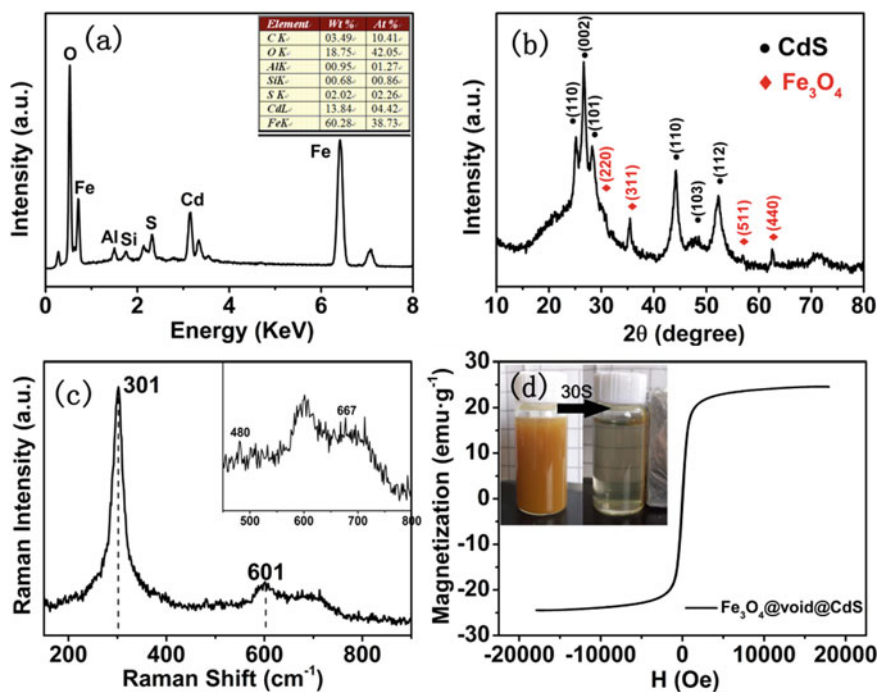 (a)
Intensity (a.u.)
O
Fe
Al
Si
S
Cd
Fe
Element Wt % At %
C K 03.49 10.41
O K 18.75 42.05
AlK 00.95 01.27
SiK 00.68 00.86
S K 02.02 02.26
CdL 13.84 04.42
FeK 60.28 38.73
0 2 4 6 8
Energy (KeV)
(b)
Intensity (a.u.)
CdS
Fe₃O₄
(110)
(002)
(101)
(220)
(311)
(110)
(103)
(112)
(511)
(440)
10 20 30 40 50 60 70 80
2θ (degree)
(c)
Raman Intensity (a.u.)
301
601
480
667
500 600 700 800
200 400 600 800
Raman Shift (cm⁻¹)
(d)
30S
Magnetization (emu·g⁻¹)
30
25
20
10
0
-10
-20
-30
Fe₃O₄@void@CdS
-20000 -10000 0 10000 20000
H (Oe)